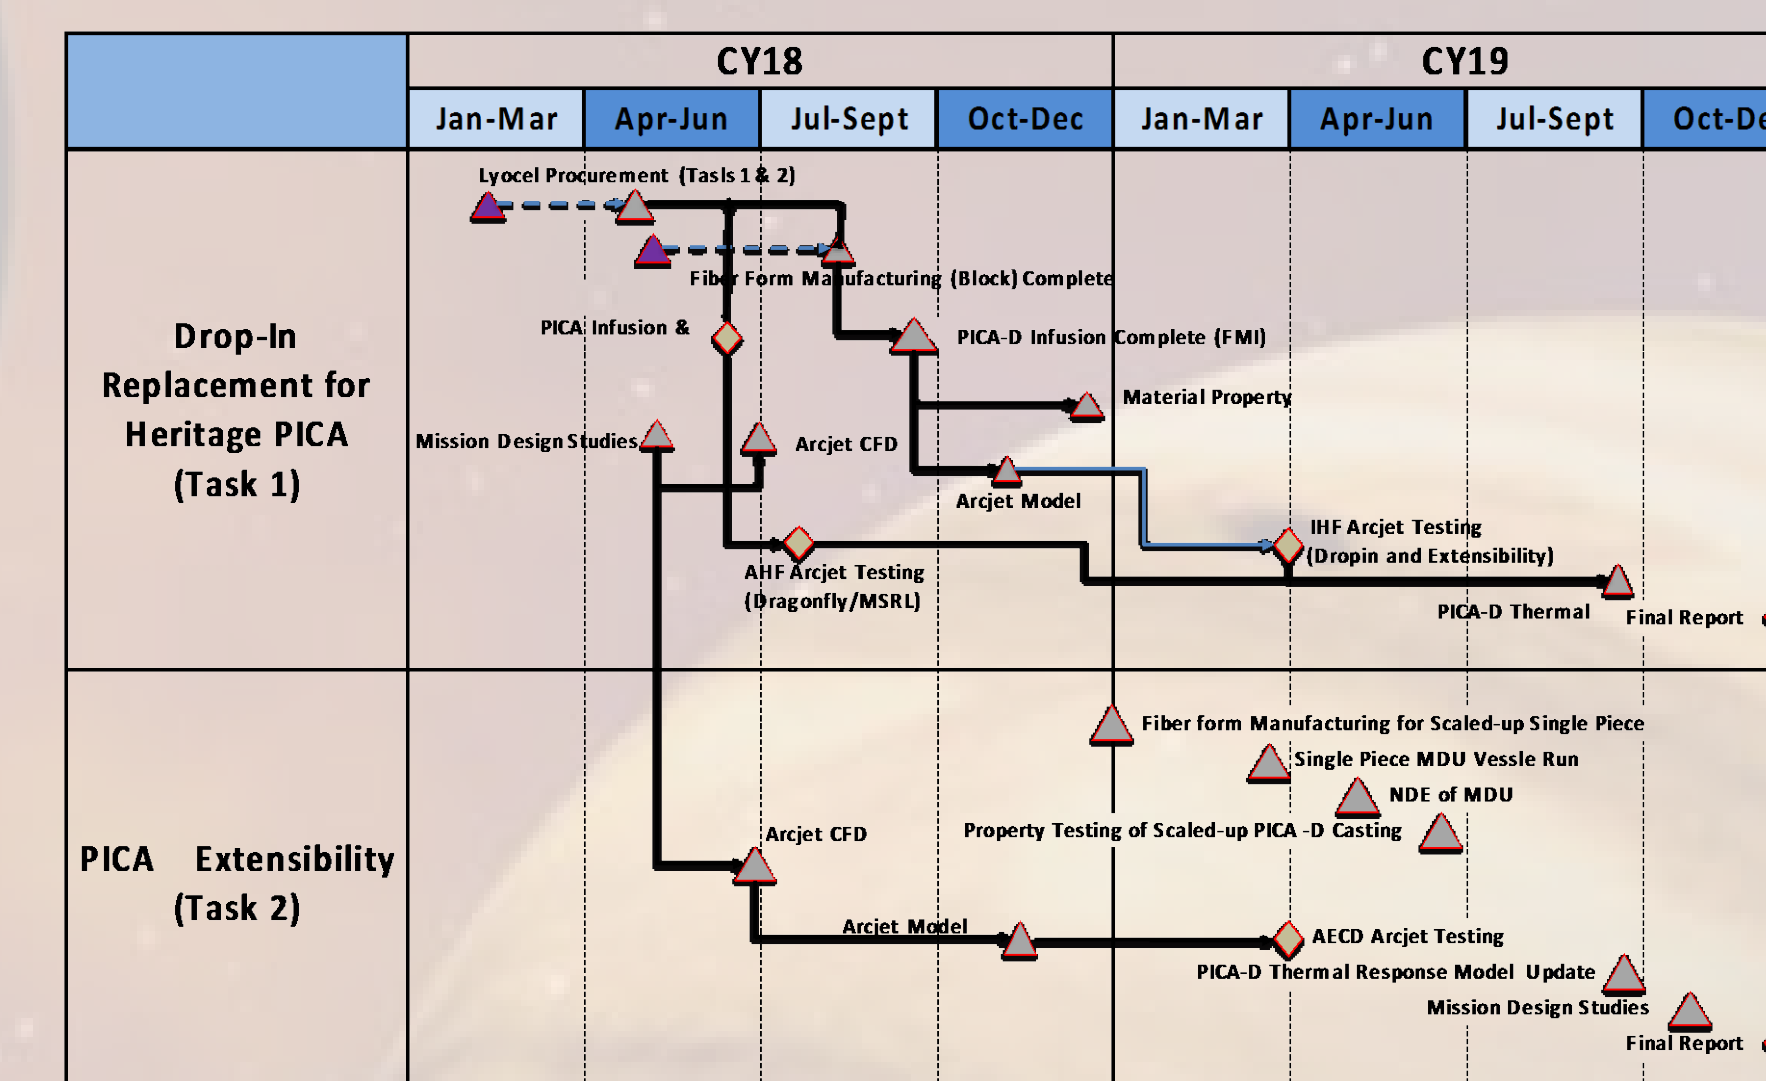 CY18
CY19
Jan-Mar
Apr-Jun
Jul-Sept
Oct-Dec
Jan-Mar
Apr-Jun
Jul-Sept
Oct-De
Drop-In
Replacement for
Heritage PICA
(Task 1)
Lyocel Procurement (Tasls 1 & 2)
Fiber Form Manufacturing (Block) Complete
PICA Infusion &
PICA-D Infusion Complete (FMI)
Material Property
Mission Design Studies
Arcjet CFD
Arcjet Model
IHF Arcjet Testing
(Dropin and Extensibility)
AHF Arcjet Testing
(Dragonfly/MSRL)
PICA-D Thermal
Final Report
PICA Extensibility
(Task 2)
Fiber form Manufacturing for Scaled-up Single Piece
Single Piece MDU Vessle Run
NDE of MDU
Property Testing of Scaled-up PICA -D Casting
Arcjet CFD
Arcjet Model
AECD Arcjet Testing
PICA-D Thermal Response Model Update
Mission Design Studies
Final Report